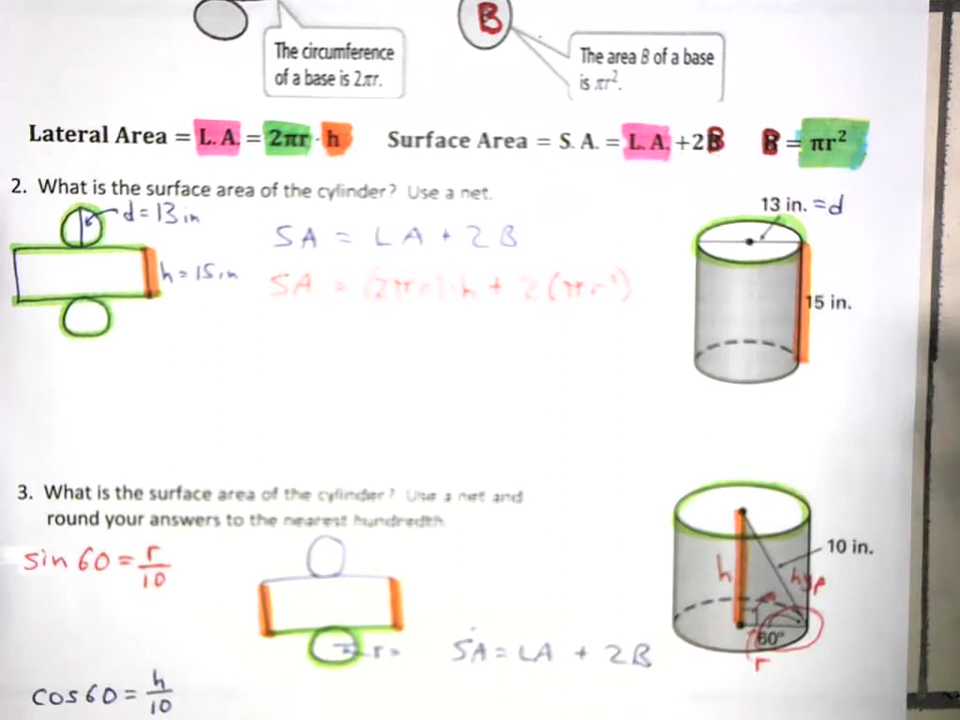 B
The circumference
of a base is 2πr.
The area B of a base
is πr².
Lateral Area = L.A. = 2πr · h
Surface Area = S.A. = L.A. +2B
B = πr²
2. What is the surface area of the cylinder? Use a net.
d=13 in
h=15in
SA = LA + 2B
SA = (2πr)·h + 2(πr²)
13 in. =d
15 in.
3. What is the surface area of the cylinder? Use a net and
round your answers to the nearest hundredth.
sin 60 = r/10
cos 60 = h/10
r=
SA = LA + 2B
10 in.
h
hyp
60°
r